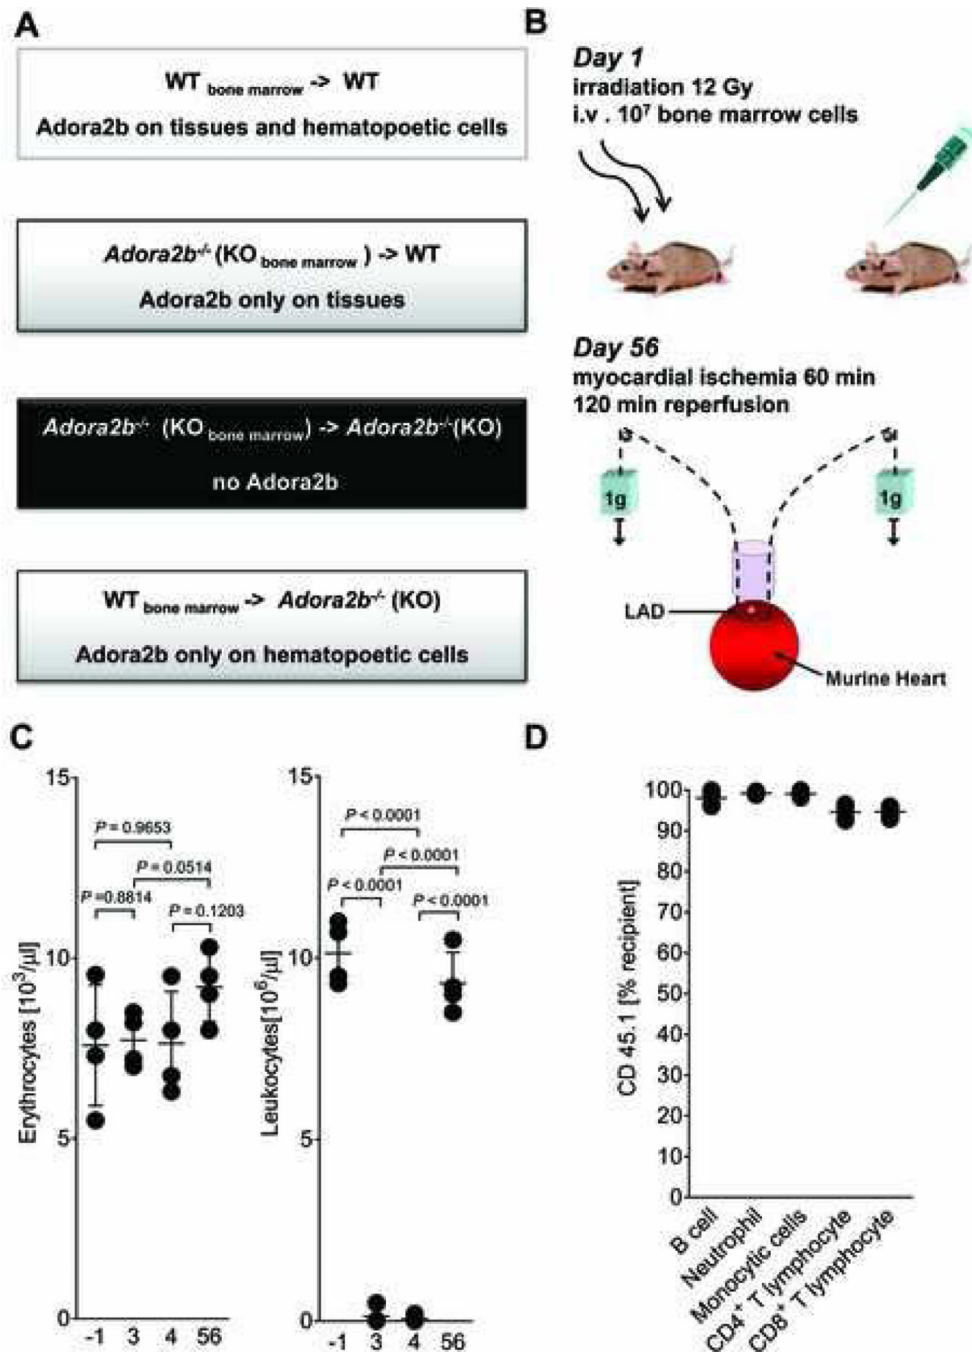 A
WT bone marrow -> WT
Adora2b on tissues and hematopoetic cells
Adora2b-/- (KO bone marrow ) -> WT
Adora2b only on tissues
Adora2b-/- (KO bone marrow) -> Adora2b-/-(KO)
no Adora2b
WT bone marrow -> Adora2b-/- (KO)
Adora2b only on hematopoetic cells
B
Day 1
irradiation 12 Gy
i.v . 10⁷ bone marrow cells
Day 56
myocardial ischemia 60 min
120 min reperfusion
1g
1g
LAD
Murine Heart
C
Erythrocytes [10³/µl]
15
10
5
0
P = 0.9653
P = 0.0514
P =0.8814
P = 0.1203
-1 3 4 56
Leukocytes[10⁶/µl]
15
10
5
0
P < 0.0001
P < 0.0001
P < 0.0001
P < 0.0001
-1 3 4 56
D
CD 45.1 [% recipient]
100
90
80
70
60
50
40
30
20
10
0
B cell
Neutrophil
Monocytic cells
CD4⁺ T lymphocyte
CD8⁺ T lymphocyte